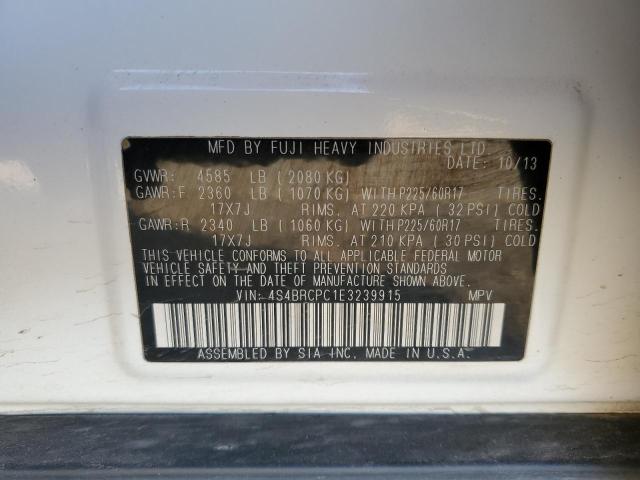 MFD BY FUJI HEAVY INDUSTRIES LTD.
DATE: 10/13
GVWR: 4585 LB ( 2080 KG)
GAWR:F 2360 LB ( 1070 KG) WITH P225/60R17 TIRES.
17X7J RIMS. AT 220 KPA ( 32 PSI) COLD
GAWR:R 2340 LB ( 1060 KG) WITH P225/60R17 TIRES.
17X7J RIMS. AT 210 KPA ( 30 PSI) COLD
THIS VEHICLE CONFORMS TO ALL APPLICABLE FEDERAL MOTOR
VEHICLE SAFETY AND THEFT PREVENTION STANDARDS
IN EFFECT ON THE DATE OF MANUFACTURE SHOWN ABOVE.
VIN: 4S4BRCPC1E3239915 MPV
ASSEMBLED BY SIA INC. MADE IN U.S.A.